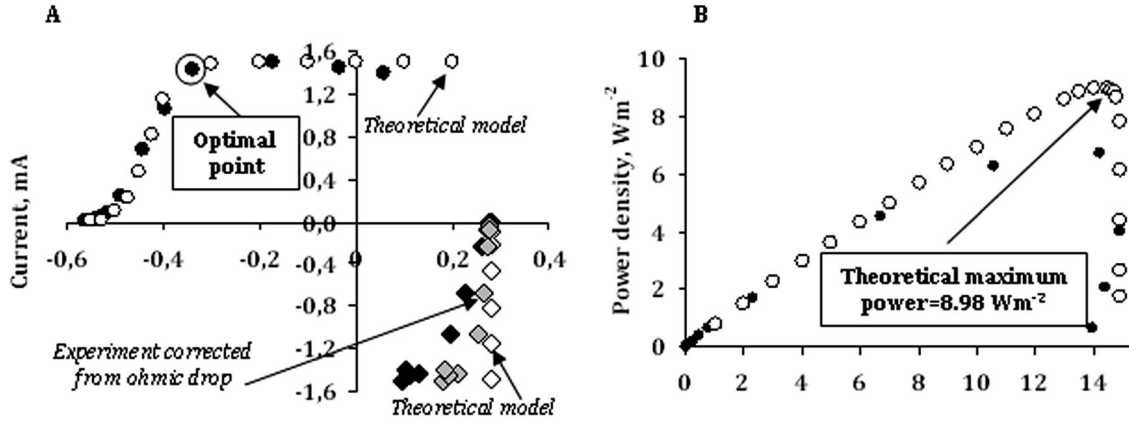 A
Current, mA
1,6
1,2
0,8
0,4
0,0
-0,6
-0,4
-0,2
0
0,2
0,4
-0,4
-0,8
-1,2
-1,6
Optimal
point
Theoretical model
Experiment corrected
from ohmic drop
Theoretical model
B
Power density, Wm-2
10
8
6
4
2
0
0
2
4
6
8
10
12
14
Theoretical maximum
power=8.98 Wm-2